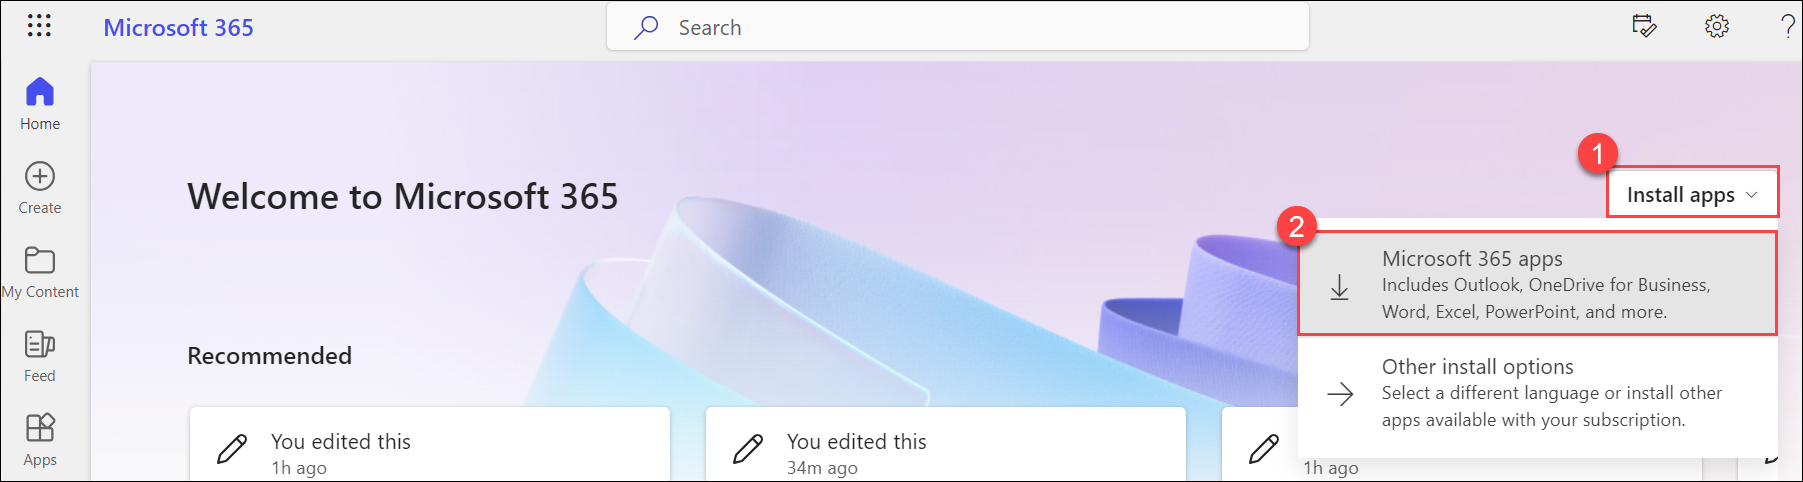 Microsoft 365
Search
?
Home
Create
My Content
Feed
Apps
Welcome to Microsoft 365
1
Install apps
2
Microsoft 365 apps
Includes Outlook, OneDrive for Business,
Word, Excel, PowerPoint, and more.
Other install options
Select a different language or install other
apps available with your subscription.
Recommended
You edited this
1h ago
You edited this
34m ago
1h ago